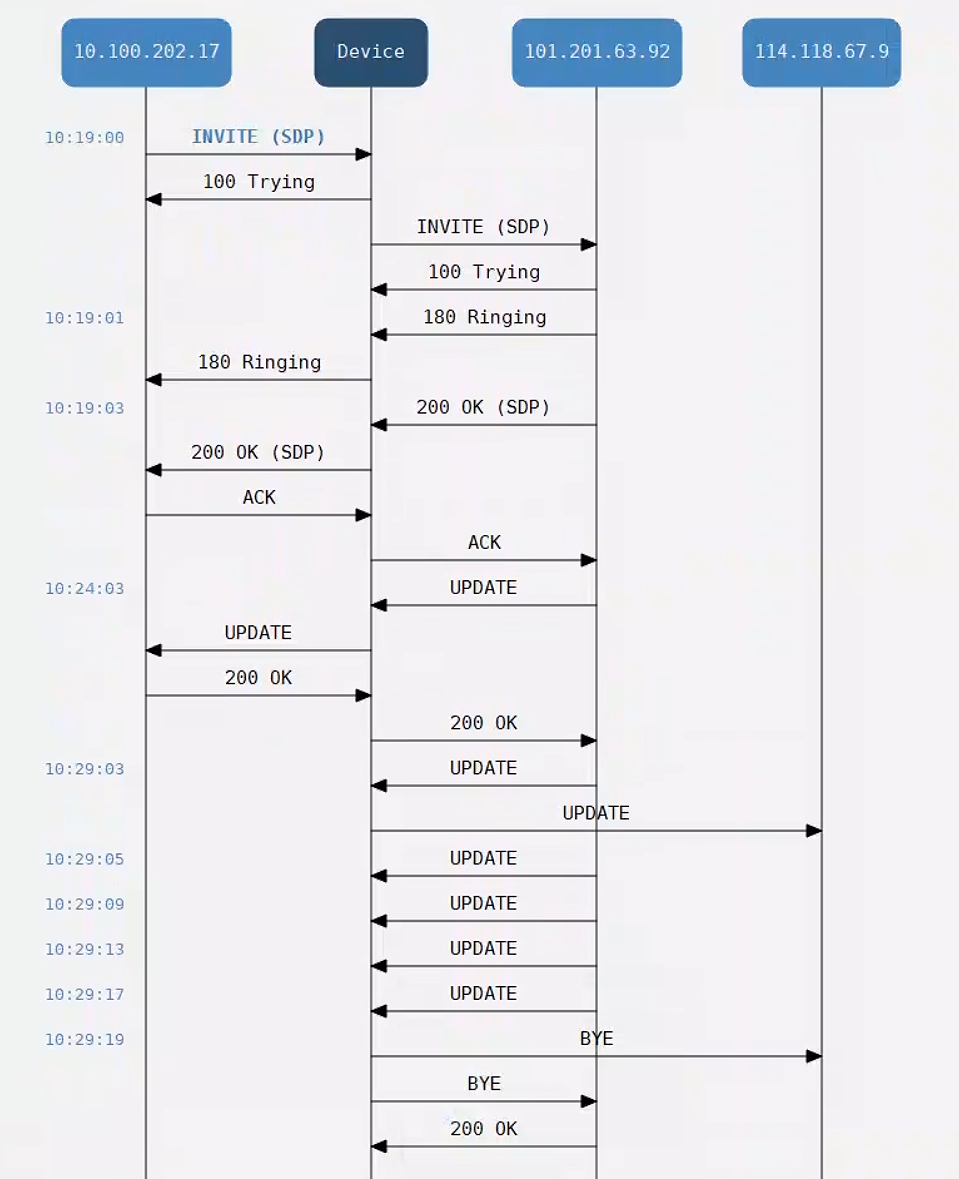 10.100.202.17
Device
101.201.63.92
114.118.67.9
10:19:00
INVITE (SDP)
100 Trying
INVITE (SDP)
100 Trying
10:19:01
180 Ringing
180 Ringing
10:19:03
200 OK (SDP)
200 OK (SDP)
ACK
ACK
10:24:03
UPDATE
UPDATE
200 OK
200 OK
10:29:03
UPDATE
UPDATE
10:29:05
UPDATE
10:29:09
UPDATE
10:29:13
UPDATE
10:29:17
UPDATE
10:29:19
BYE
BYE
200 OK